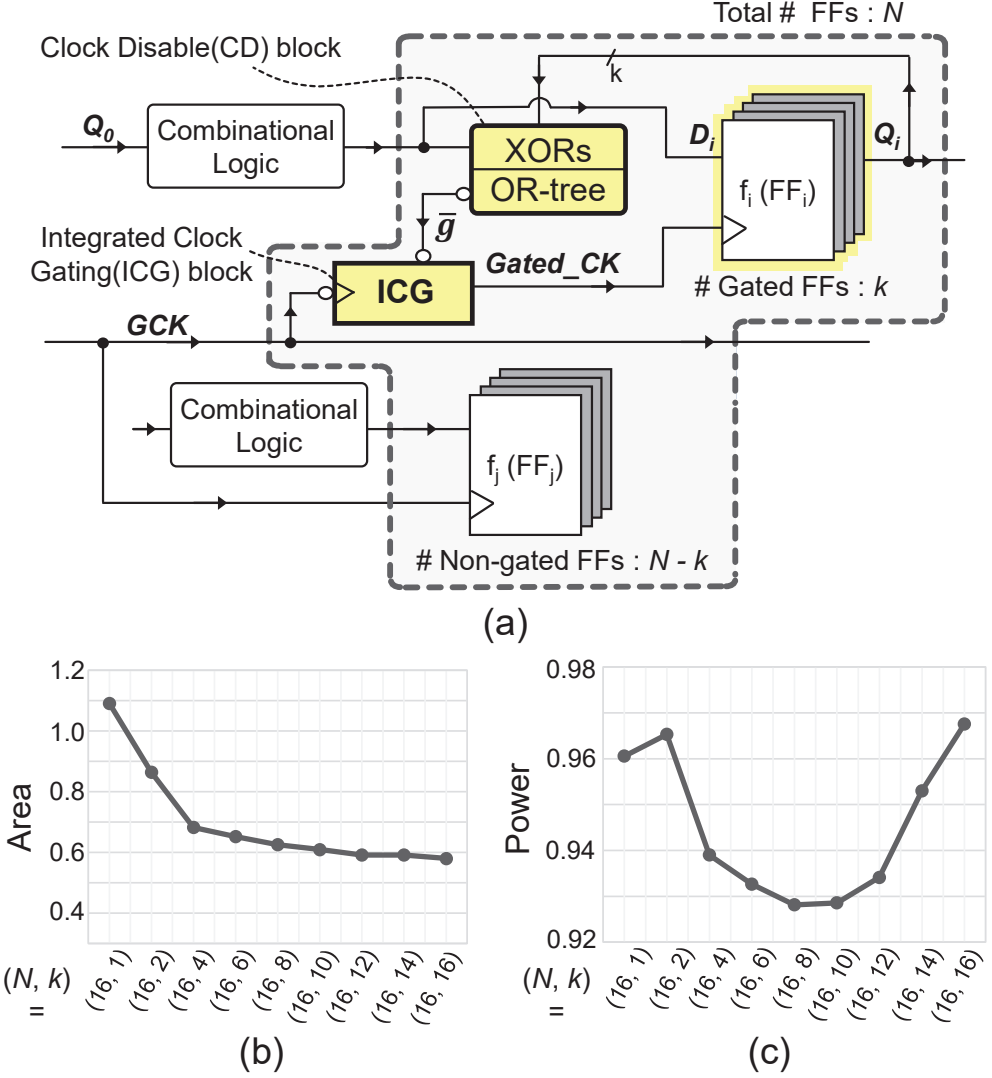 Total # FFs : N
Clock Disable(CD) block
k
Q0
Combinational
Logic
XORs
OR-tree
Di
Qi
fi (FFi)
g̅
Integrated Clock
Gating(ICG) block
Gated_CK
ICG
# Gated FFs : k
GCK
Combinational
Logic
fj (FFj)
# Non-gated FFs : N - k
(a)
1.2
1.0
0.8
0.6
0.4
Area
(N, k)
=
(16, 1)
(16, 2)
(16, 4)
(16, 6)
(16, 8)
(16, 10)
(16, 12)
(16, 14)
(16, 16)
(b)
0.98
0.96
0.94
0.92
Power
(N, k)
=
(16, 1)
(16, 2)
(16, 4)
(16, 6)
(16, 8)
(16, 10)
(16, 12)
(16, 14)
(16, 16)
(c)